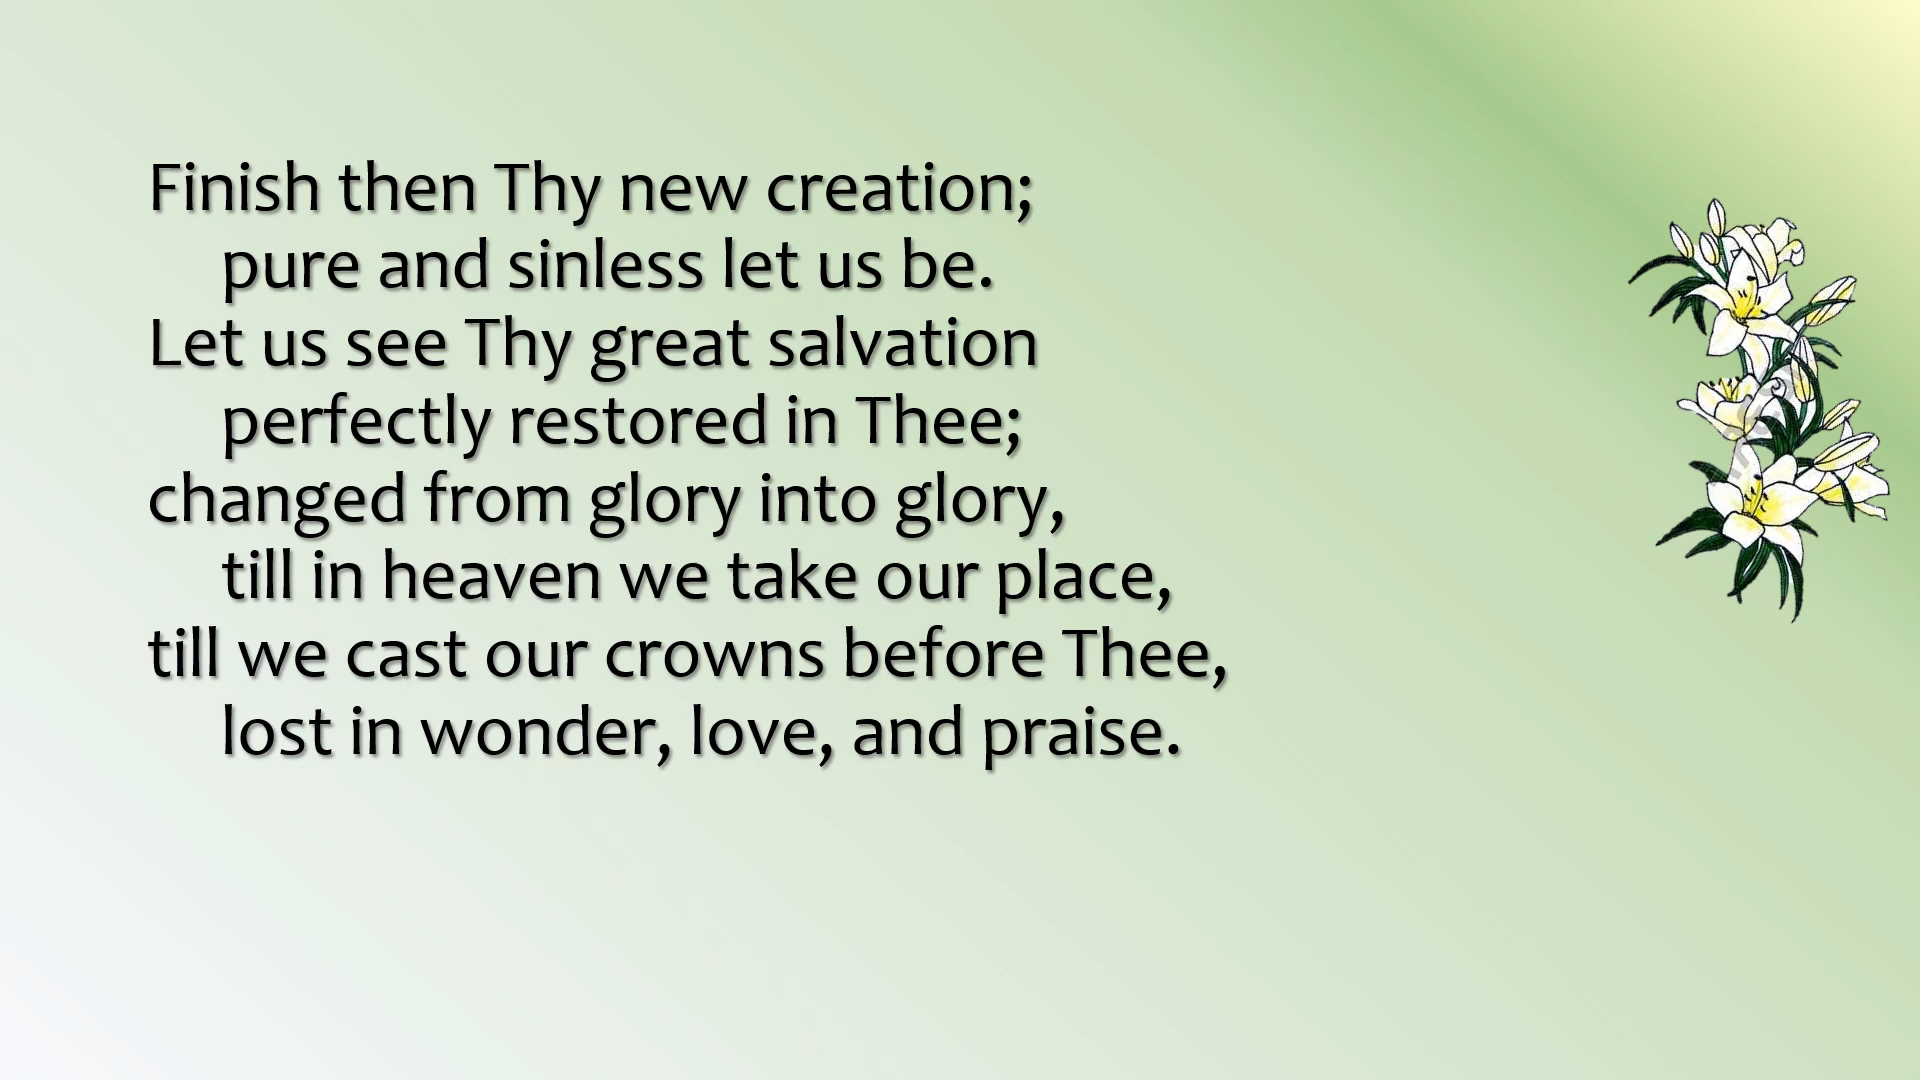 Finish then Thy new creation;
pure and sinless let us be.
Let us see Thy great salvation
perfectly restored in Thee;
changed from glory into glory,
till in heaven we take our place,
till we cast our crowns before Thee,
lost in wonder, love, and praise.